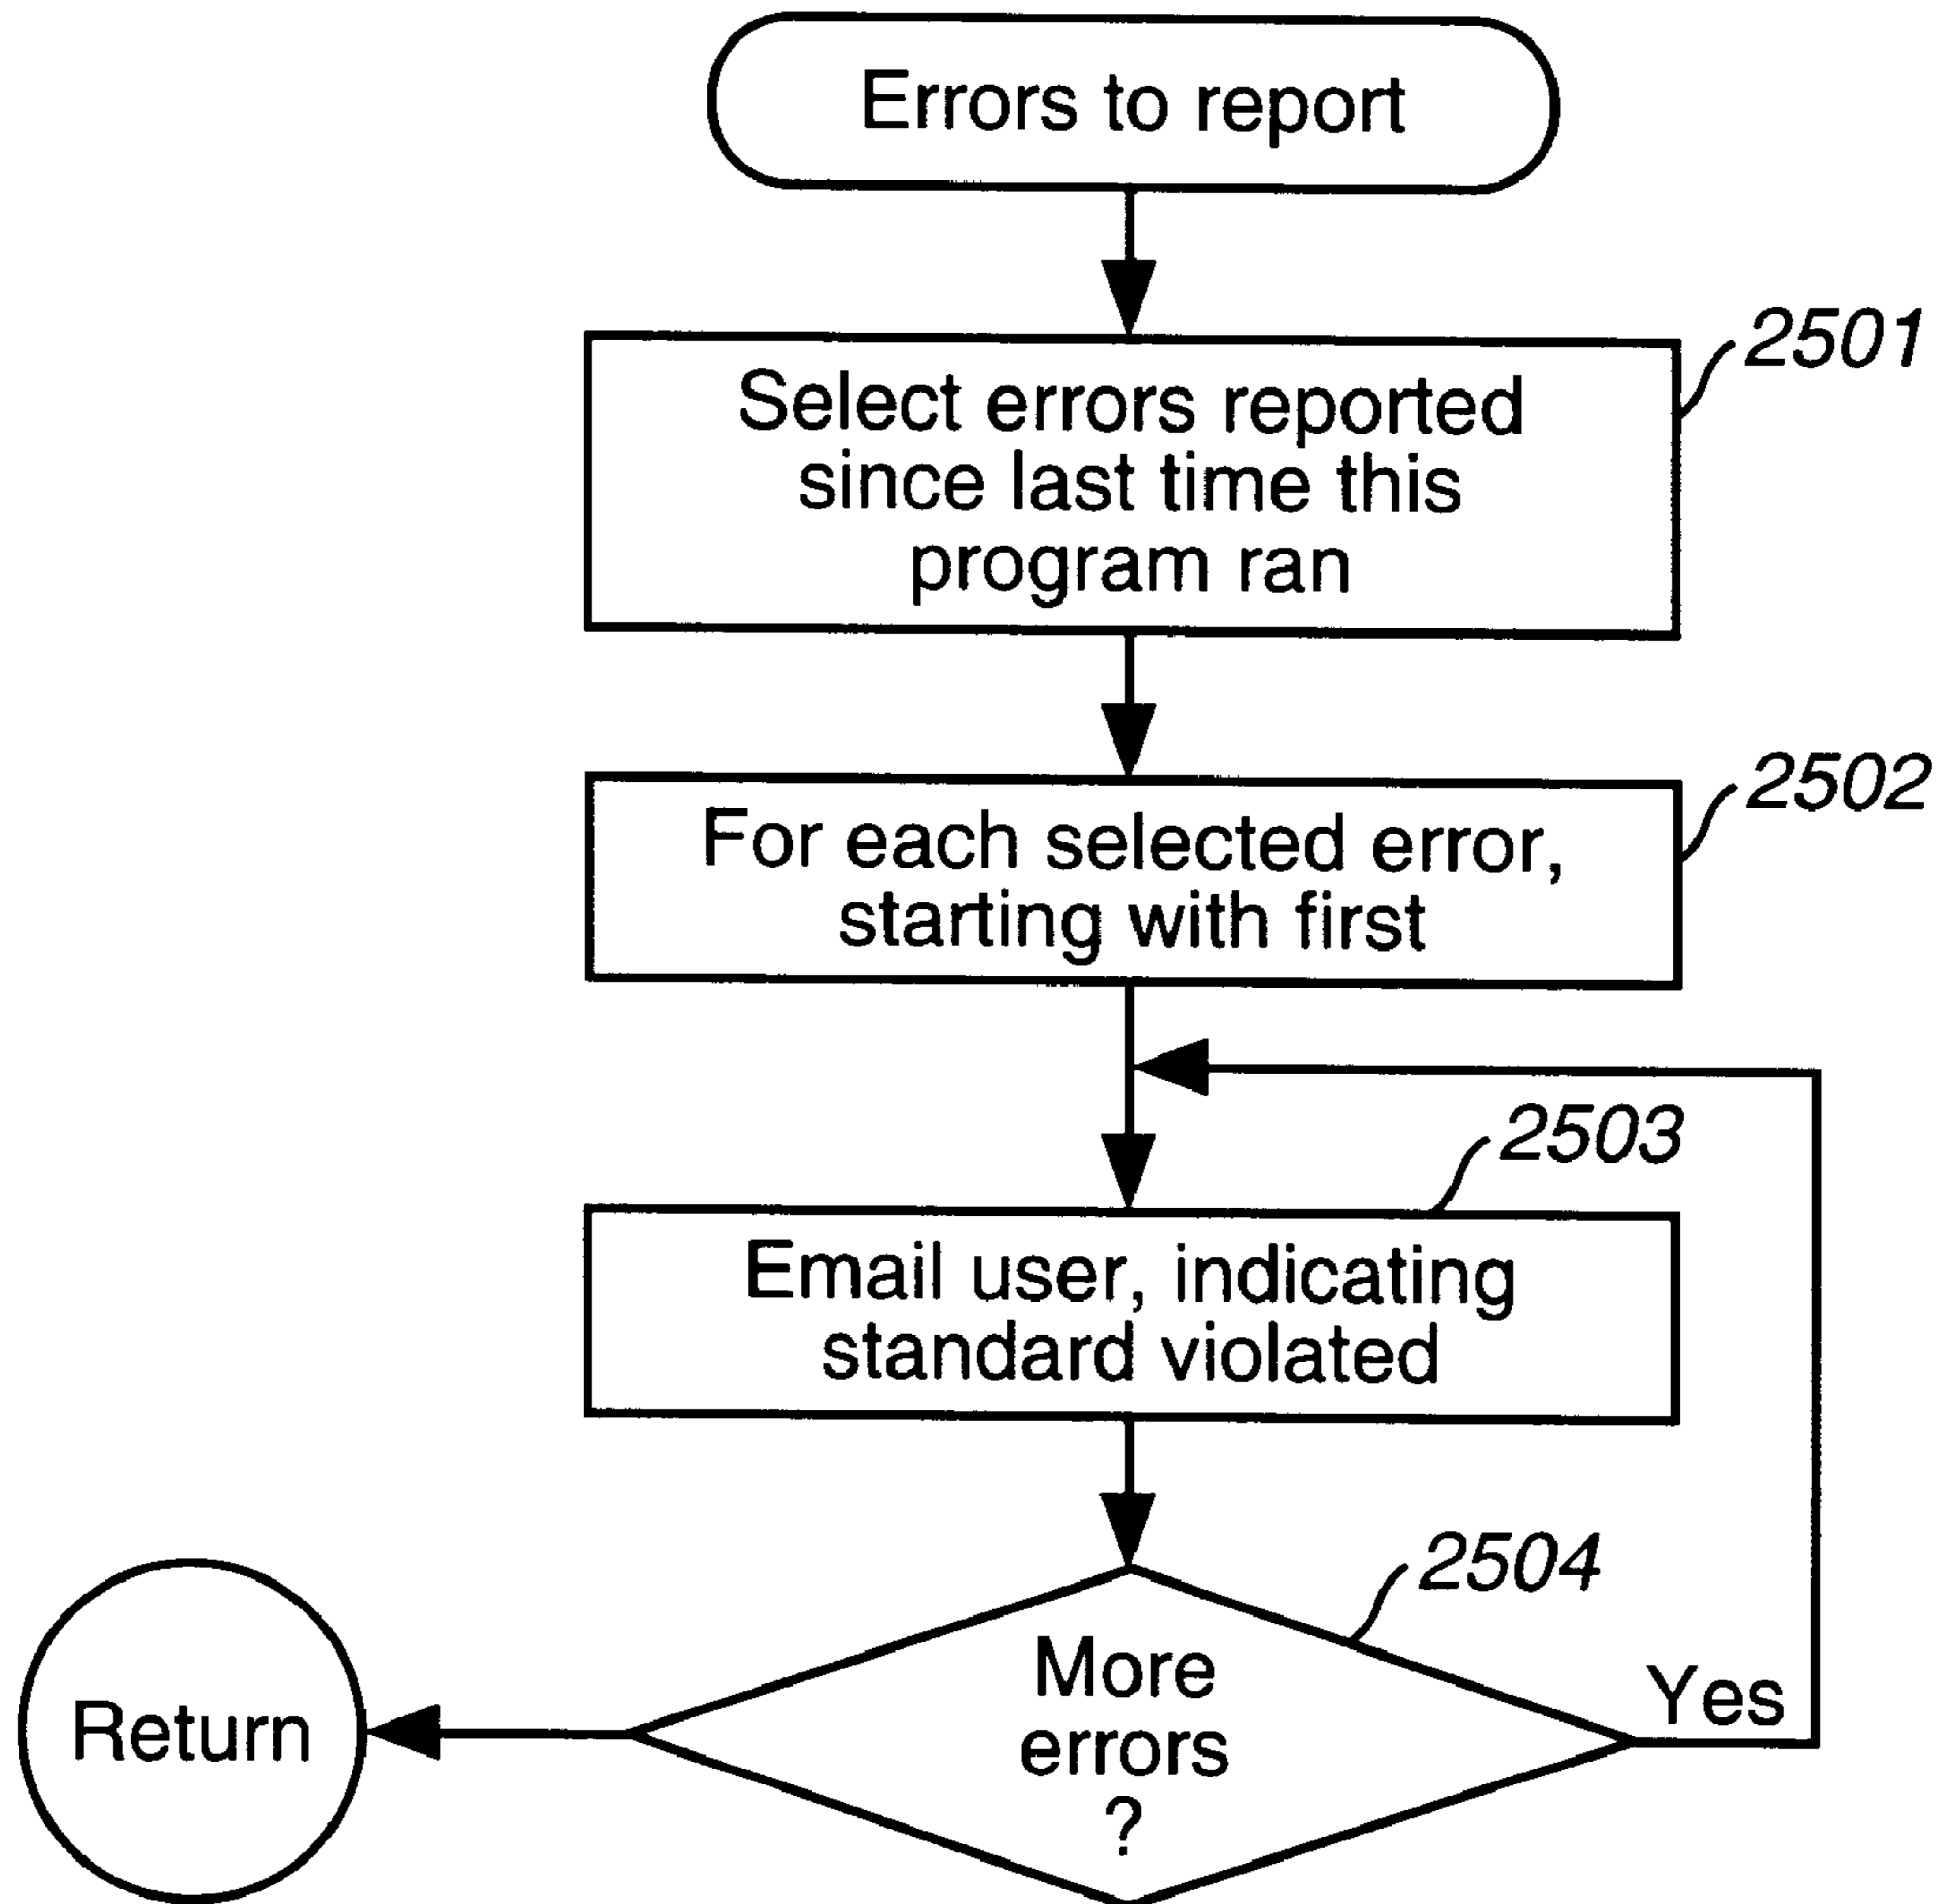 Errors to report
2501
Select errors reported
since last time this
program ran
2502
For each selected error,
starting with first
2503
Email user, indicating
standard violated
2504
More
errors
?
Yes
Return